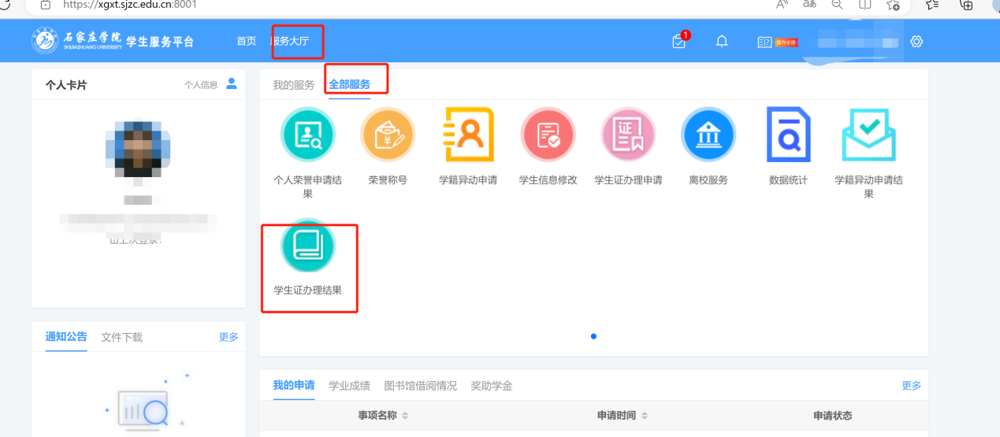 https://xgxt.sjzc.edu.cn:8001
石家庄学院 学生服务平台
SHIJIAZHUANG UNIVERSITY
首页
服务大厅
1
操作手册
个人卡片
个人信息
上次登录:
我的服务
全部服务
个人荣誉申请结
果
荣誉称号
学籍异动申请
学生信息修改
证
学生证办理申请
离校服务
数据统计
学籍异动申请结
果
学生证办理结果
通知公告
文件下载
更多
我的申请
学业成绩
图书馆借阅情况
奖助学金
更多
事项名称
申请时间
申请状态